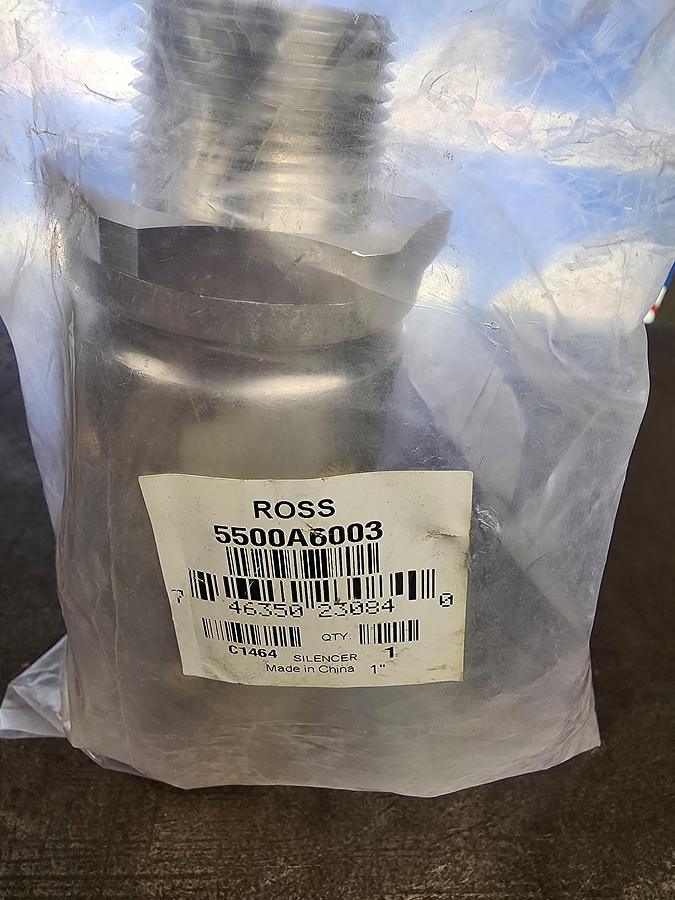 ROSS
5500A6003
7 46350 23084 0
QTY.
C1464 SILENCER 1
Made in China 1"